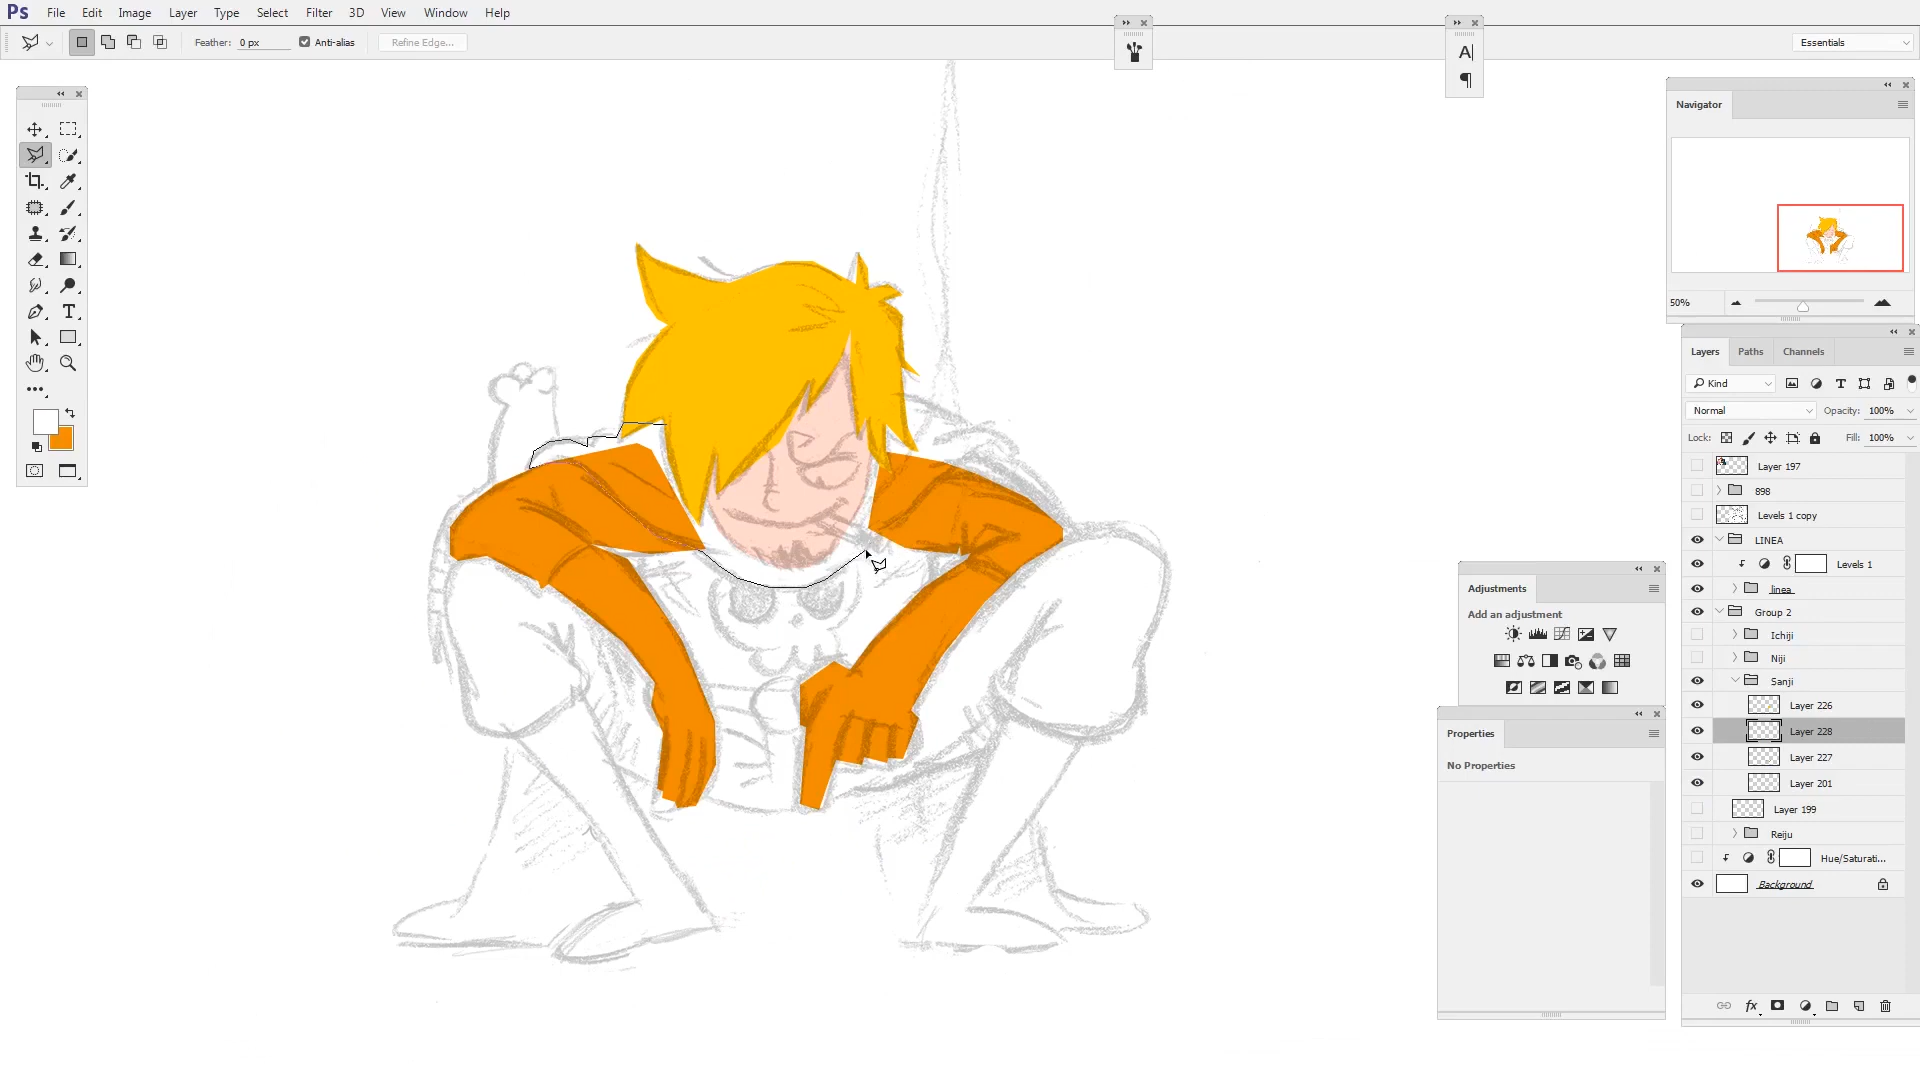 Ps File Edit Image Layer Type Select Filter 3D View Window Help
Feather: 0 px Anti-alias Refine Edge... Essentials
Navigator
50%
Layers Paths Channels
Kind
Normal Opacity: 100%
Lock: Fill: 100%
Layer 197
898
Levels 1 copy
LINEA
Levels 1
linea
Group 2
Ichiji
Niji
Sanji
Layer 226
Layer 228
Layer 227
Layer 201
Layer 199
Reiju
Hue/Saturati...
Background
Adjustments
Add an adjustment
Properties
No Properties